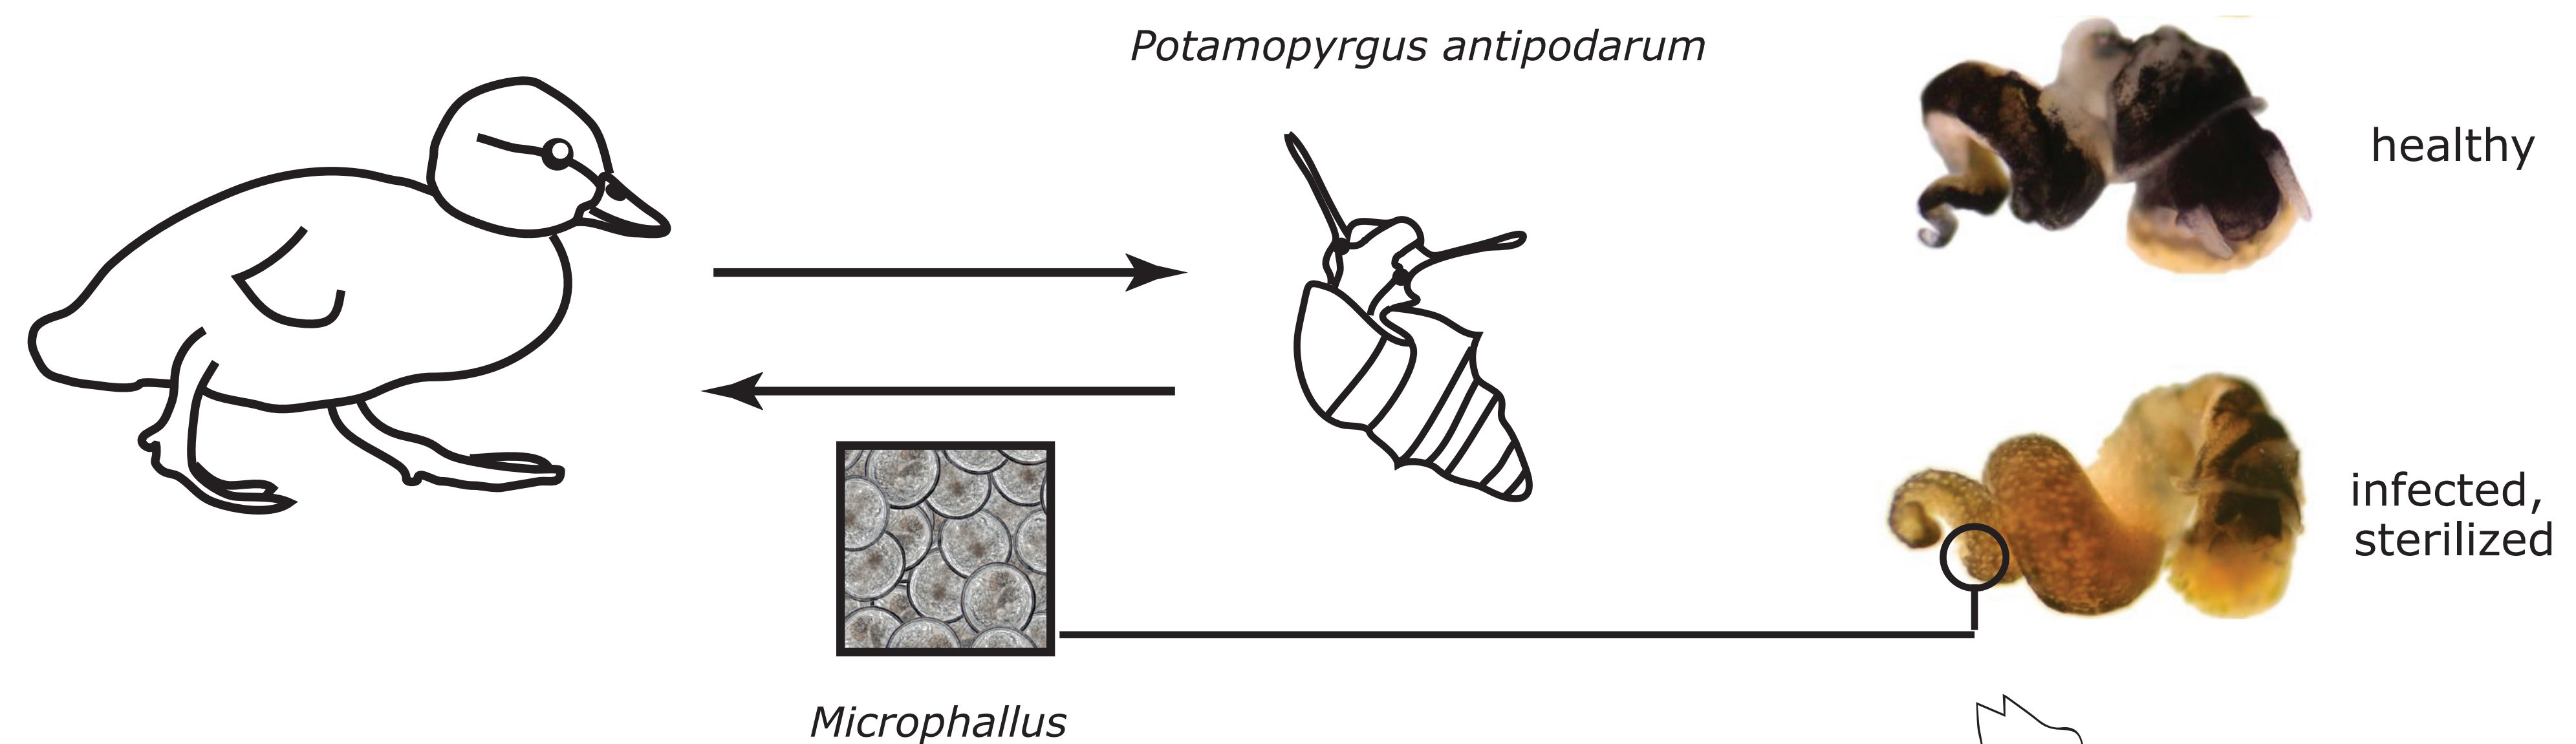 Potamopyrgus antipodarum
healthy
infected,
sterilized
Microphallus